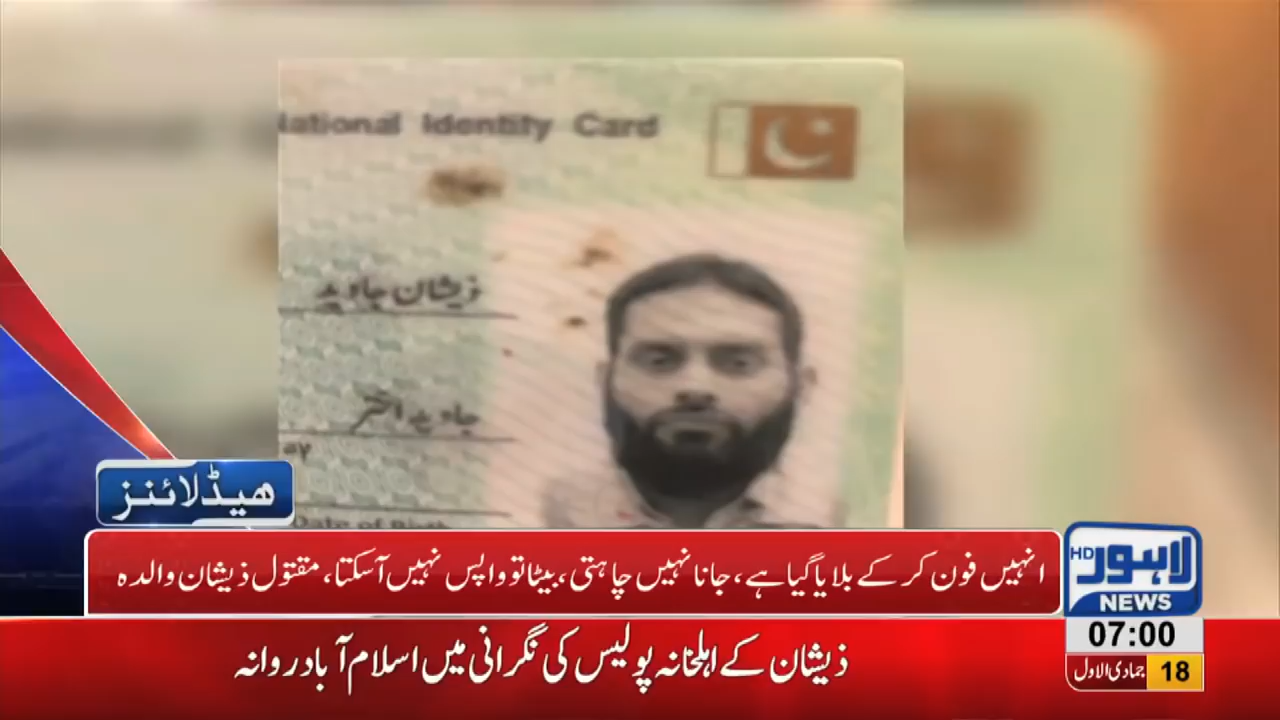 National Identity Card
ذیشان جاوید
جاوید اختر
Date of Birth
ھیڈلائنز
انہیں فون کر کے بلایا گیا ہے، جانا نہیں چاہتی، بیٹا تو واپس نہیں آسکتا، مقتول ذیشان والدہ
ذیشان کے اہلخانہ پولیس کی نگرانی میں اسلام آباد روانہ
HD
لاہور
NEWS
07:00
18 جمادی الاول